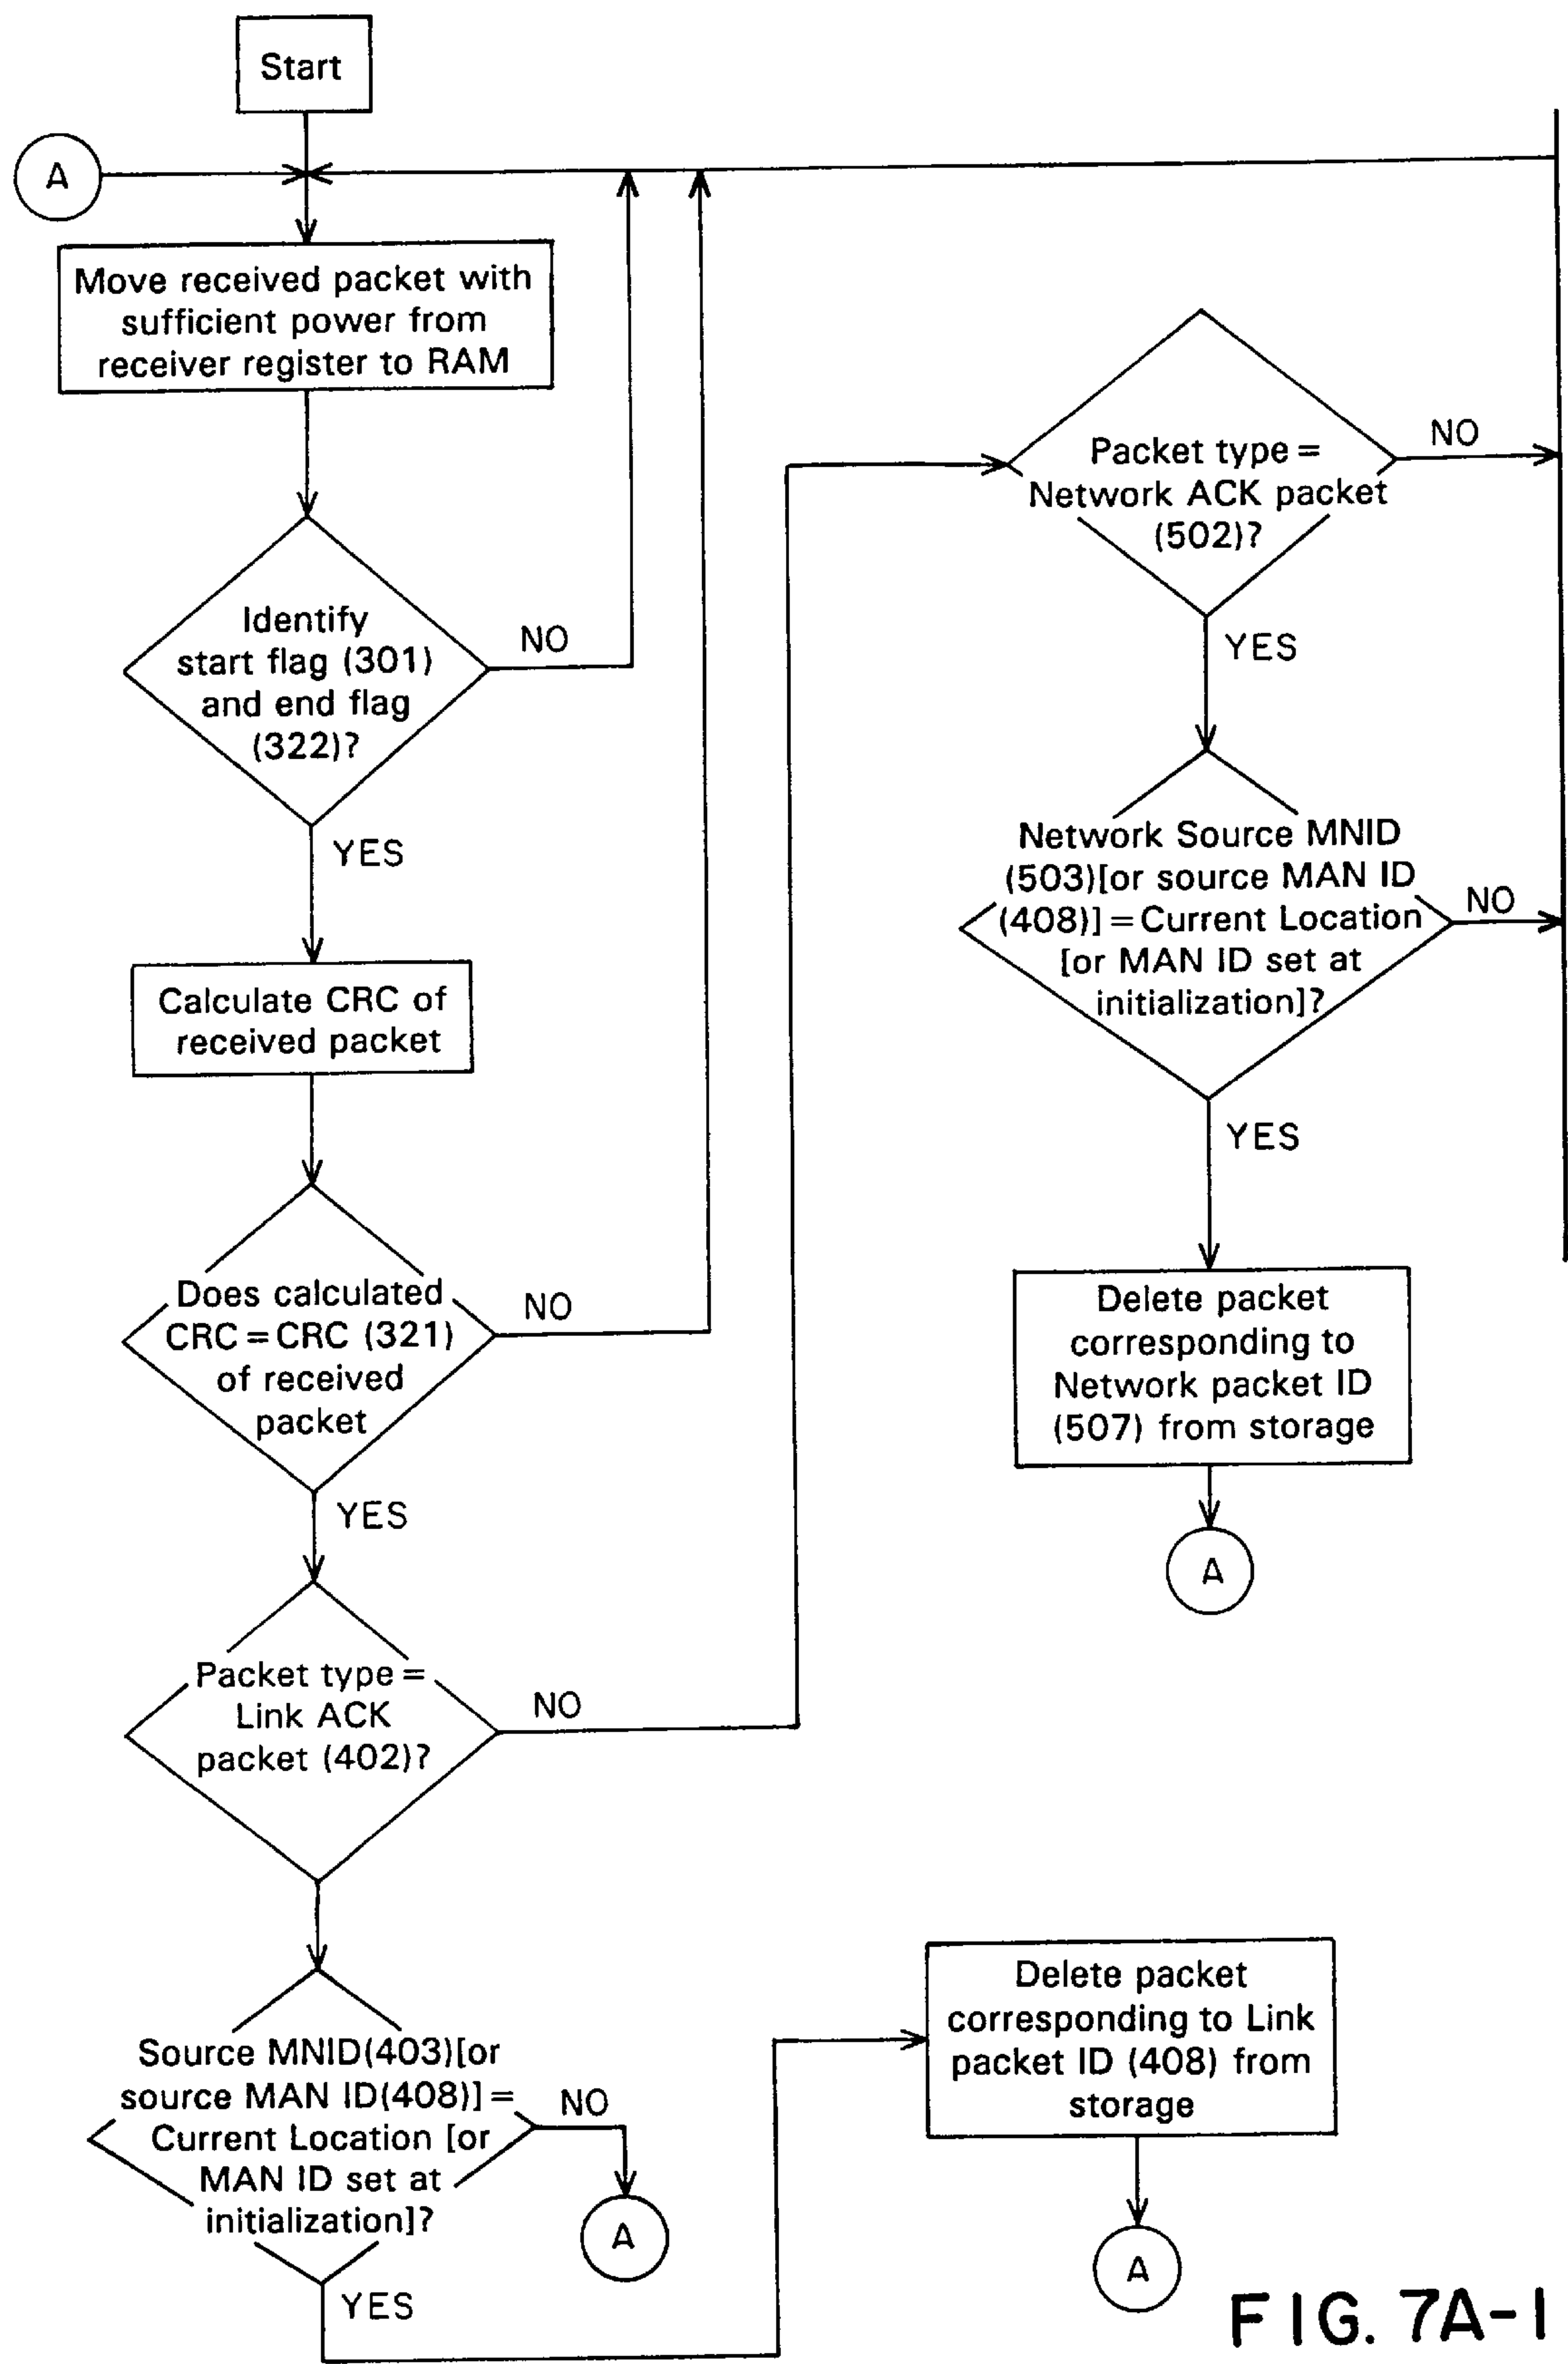 Start
A
Move received packet with
sufficient power from
receiver register to RAM
Identify
start flag (301)
and end flag
(322)?
NO
YES
Calculate CRC of
received packet
Does calculated
CRC = CRC (321)
of received
packet
NO
YES
Packet type =
Link ACK
packet (402)?
NO
Source MNID(403)[or
source MAN ID(408)] =
Current Location [or
MAN ID set at
initialization]?
NO
A
YES
Packet type =
Network ACK packet
(502)?
NO
YES
Network Source MNID
(503)[or source MAN ID
(408)] = Current Location
[or MAN ID set at
initialization]?
NO
YES
Delete packet
corresponding to
Network packet ID
(507) from storage
A
Delete packet
corresponding to Link
packet ID (408) from
storage
A
FIG. 7A-1